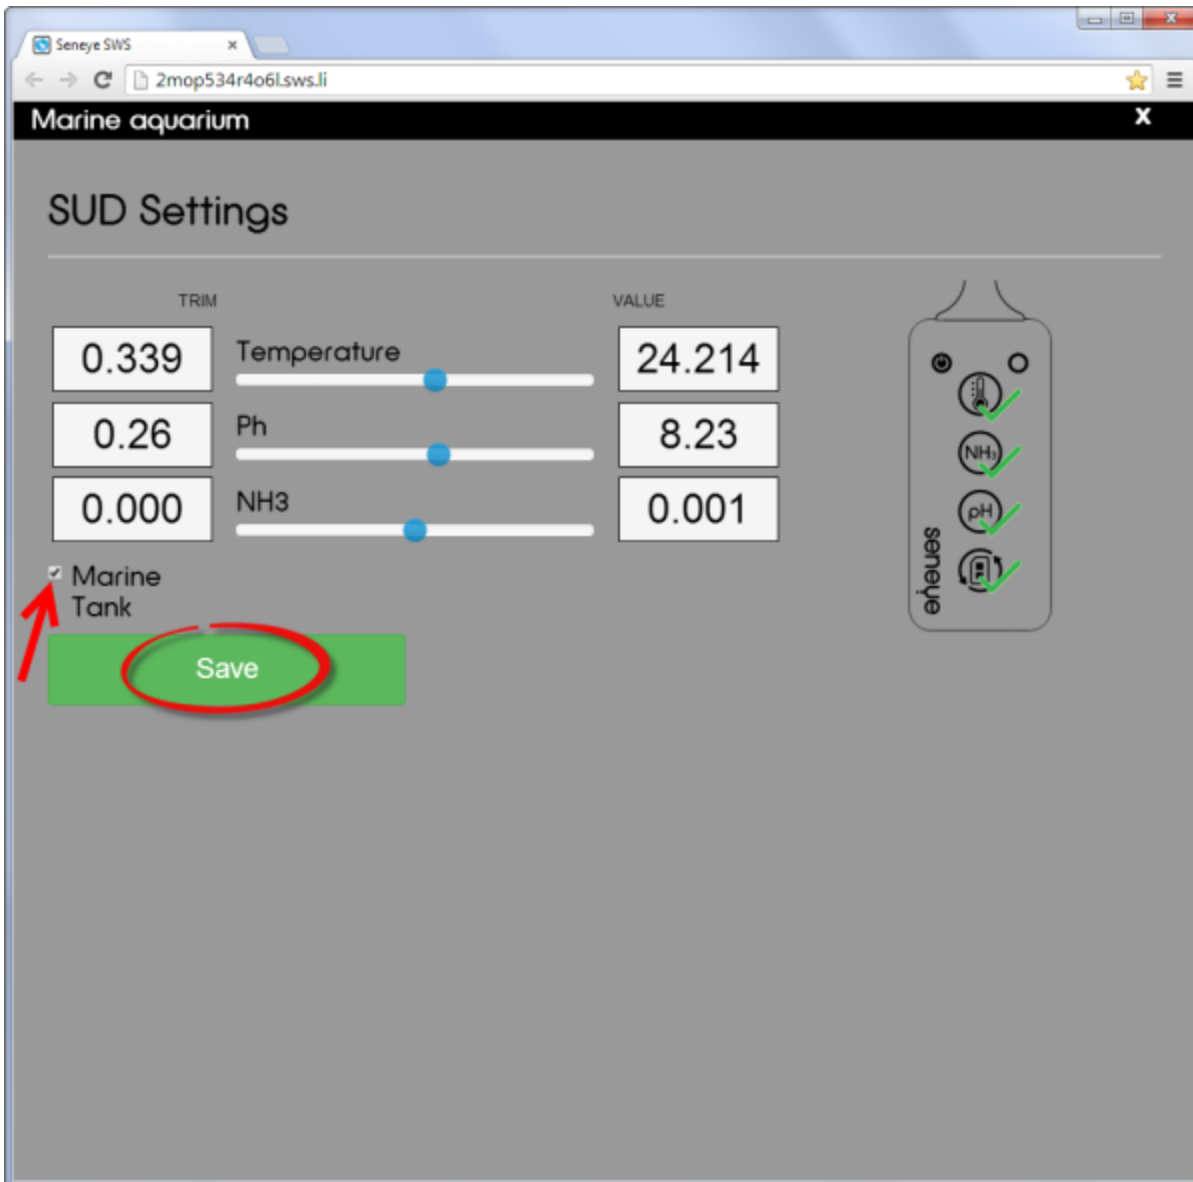 Seneye SWS
2mop534r4o6l.sws.li
Marine aquarium X
SUD Settings
TRIM VALUE
0.339 Temperature 24.214
0.26 Ph 8.23
0.000 NH3 0.001
Marine
Tank
Save
NH₃
pH
seneye